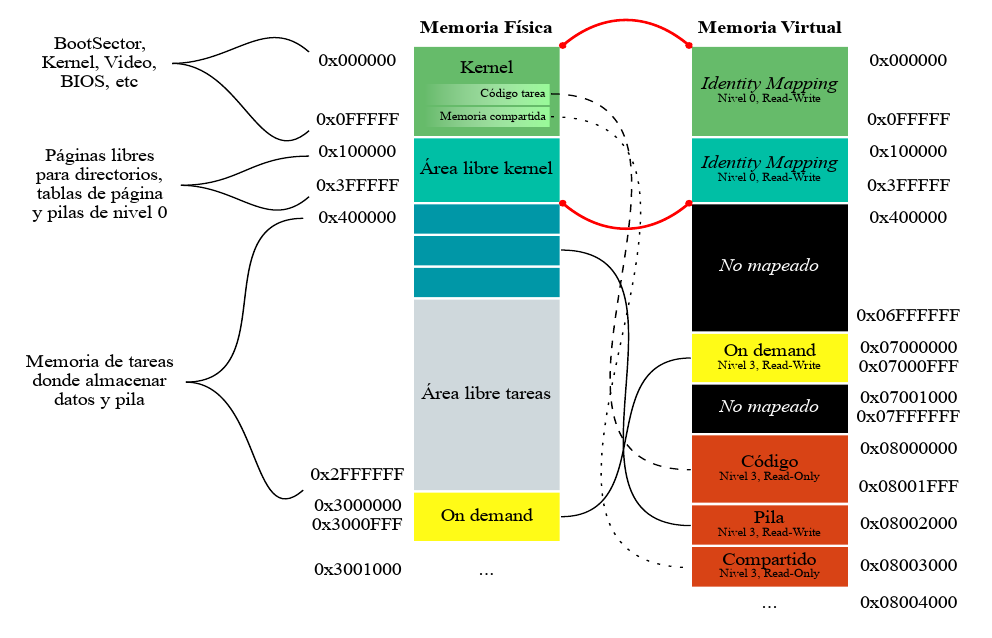 Memoria Física
Memoria Virtual
BootSector,
Kernel, Video,
BIOS, etc
Páginas libres
para directorios,
tablas de página
y pilas de nivel 0
Memoria de tareas
donde almacenar
datos y pila
0x000000
0x0FFFFF
0x100000
0x3FFFFF
0x400000
0x2FFFFFF
0x3000000
0x3000FFF
0x3001000
Kernel
Código tarea
Memoria compartida
Área libre kernel
Área libre tareas
On demand
...
Identity Mapping
Nivel 0, Read-Write
Identity Mapping
Nivel 0, Read-Write
No mapeado
On demand
Nivel 3, Read-Write
No mapeado
Código
Nivel 3, Read-Only
Pila
Nivel 3, Read-Write
Compartido
Nivel 3, Read-Only
...
0x000000
0x0FFFFF
0x100000
0x3FFFFF
0x400000
0x06FFFFFF
0x07000000
0x07000FFF
0x07001000
0x07FFFFFF
0x08000000
0x08001FFF
0x08002000
0x08003000
0x08004000